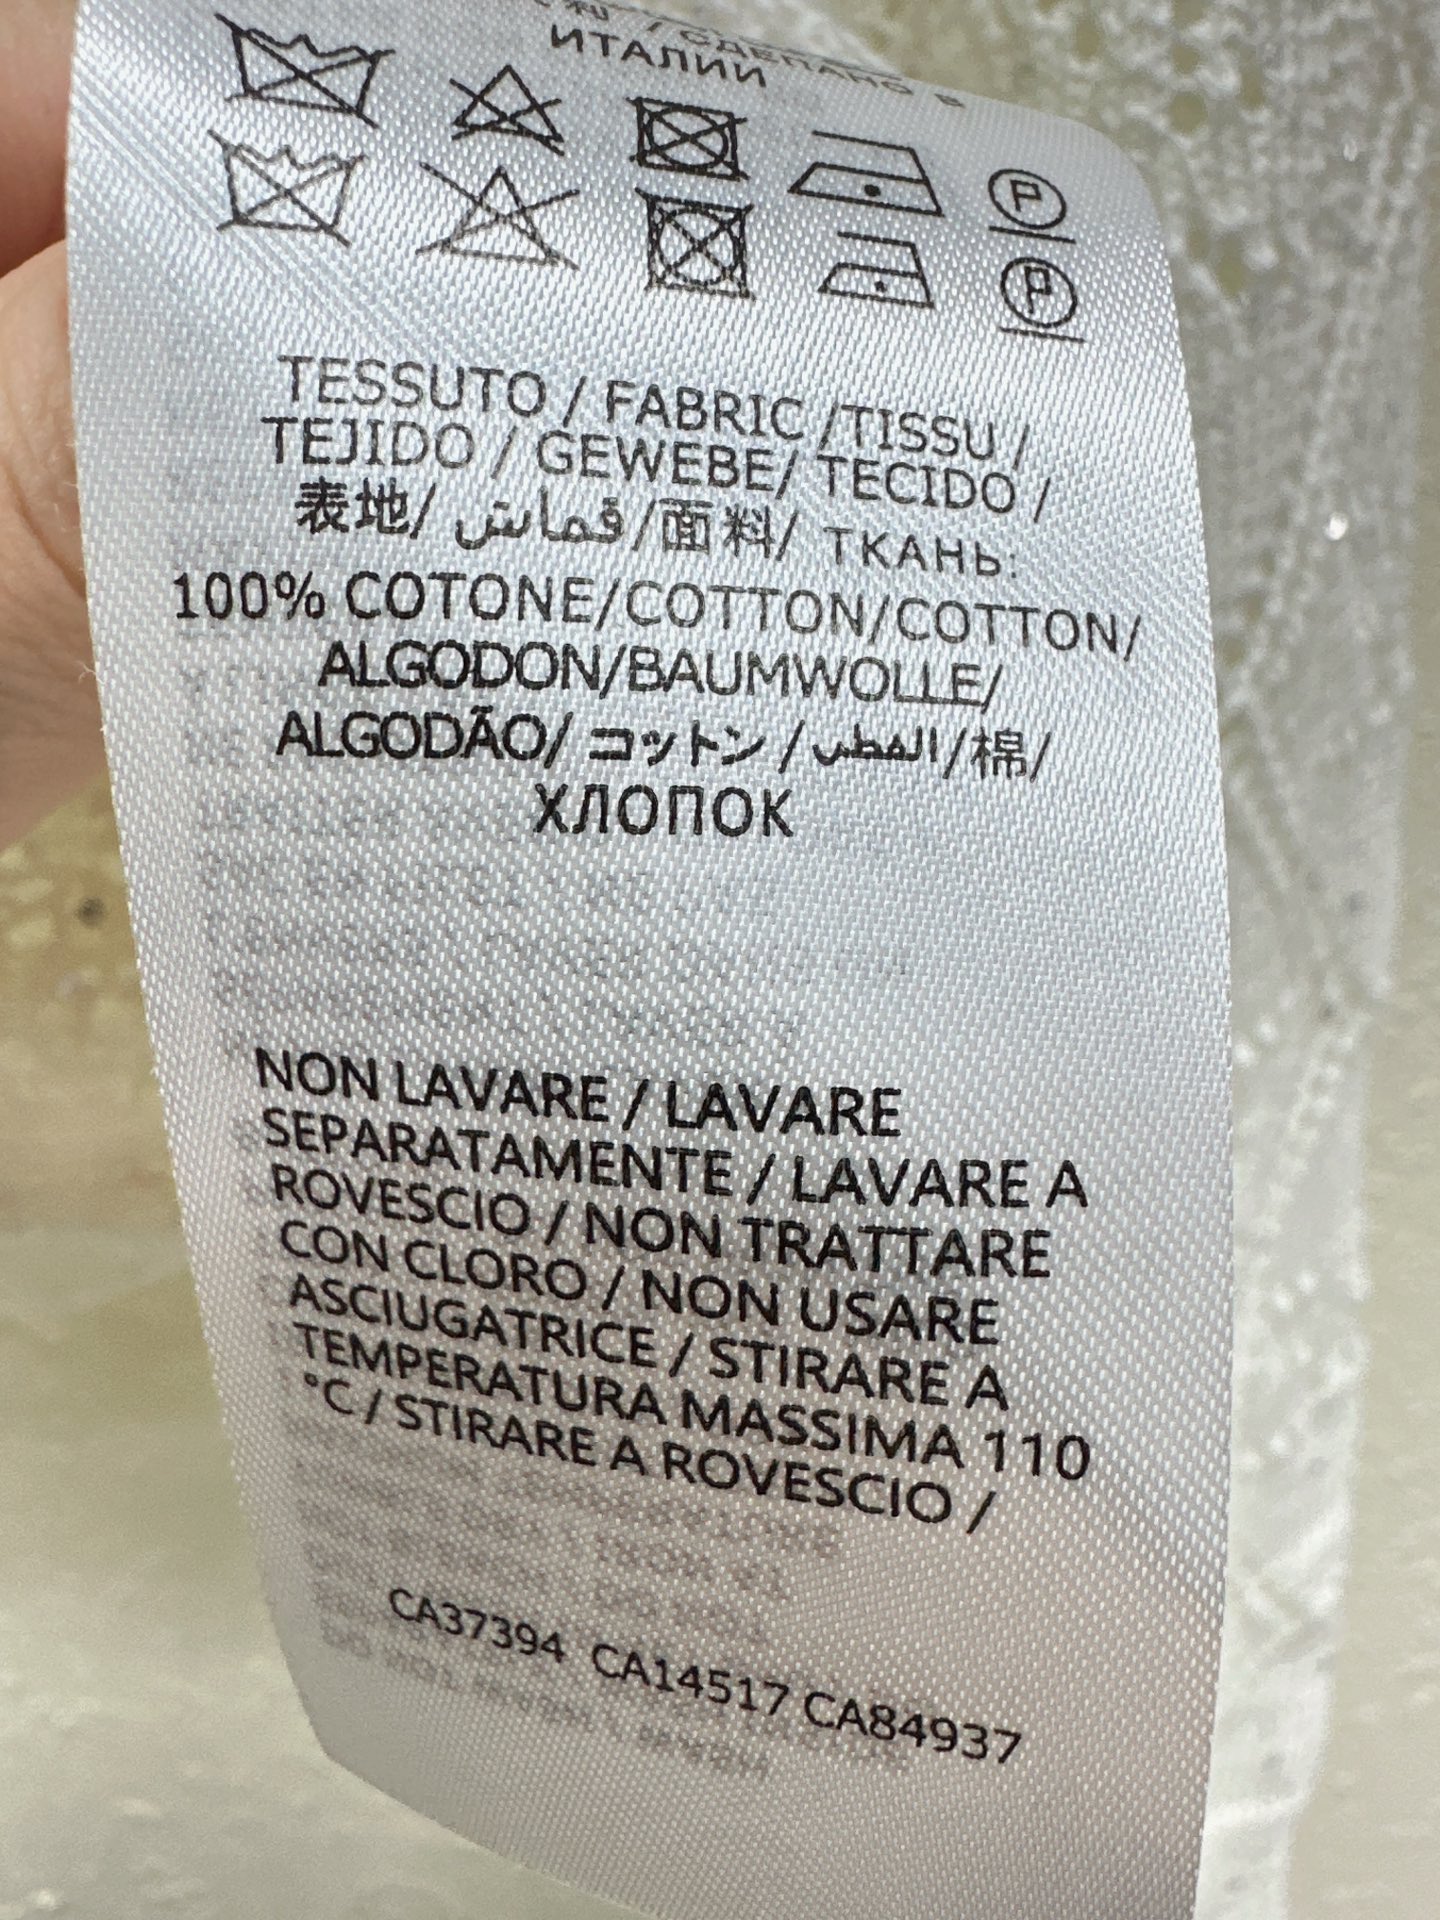 / СДЕЛАНО В
ИТАЛИИ
P
P
TESSUTO / FABRIC /TISSU /
TEJIDO / GEWEBE/ TECIDO /
表地/ قماش/面料/ ТКАНЬ:
100% COTONE/COTTON/COTTON/
ALGODON/BAUMWOLLE/
ALGODÃO/ コットン /القطن/棉/
ХЛОПОК
NON LAVARE / LAVARE
SEPARATAMENTE / LAVARE A
ROVESCIO / NON TRATTARE
CON CLORO / NON USARE
ASCIUGATRICE / STIRARE A
TEMPERATURA MASSIMA 110
°C / STIRARE A ROVESCIO /
CA37394 CA14517 CA84937